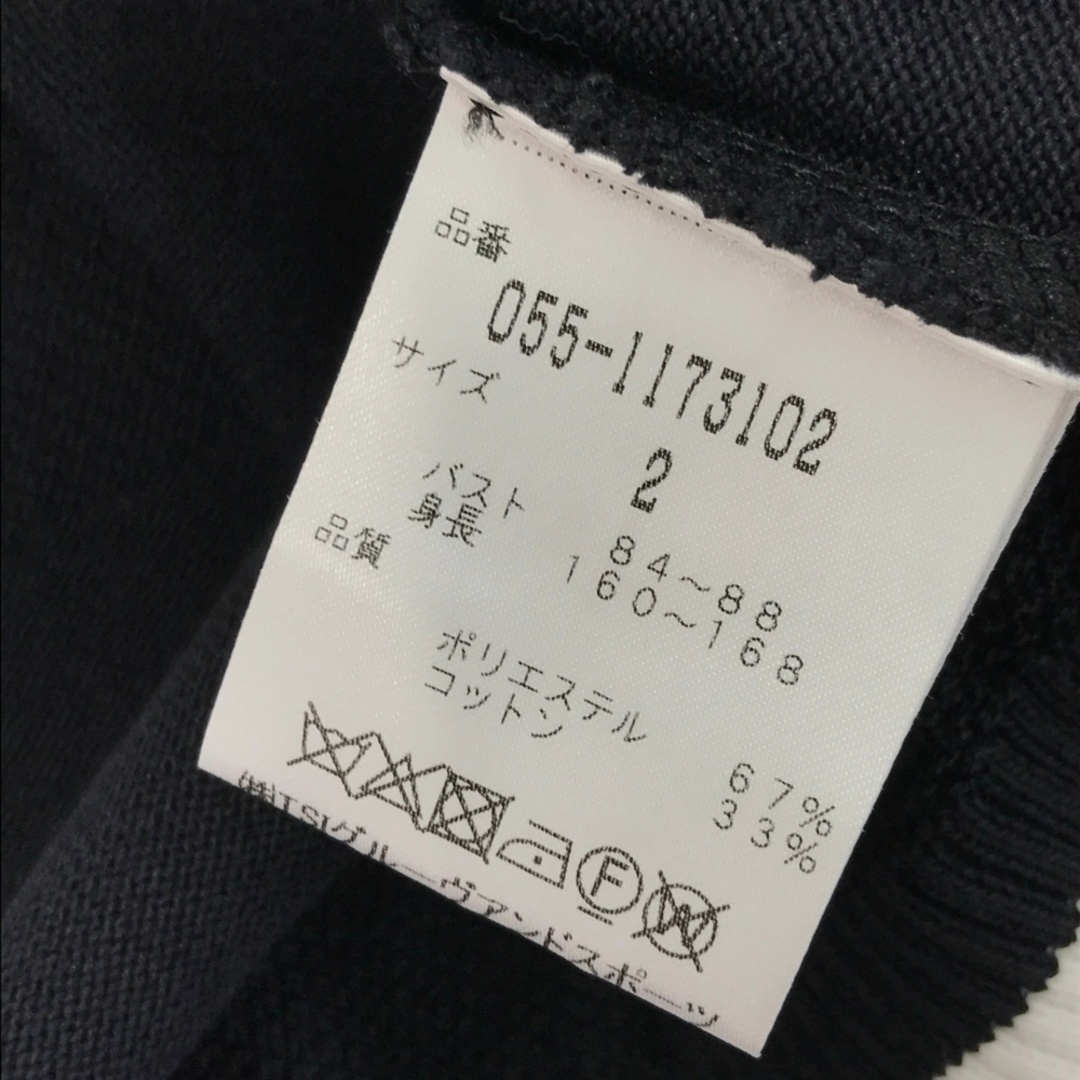 品番
055-1173102
サイズ
2
バスト 84~88
身長 160~168
品質
ポリエステル 67%
コットン 33%
F
W
(株)TSIグルーヴアンドスポーツ